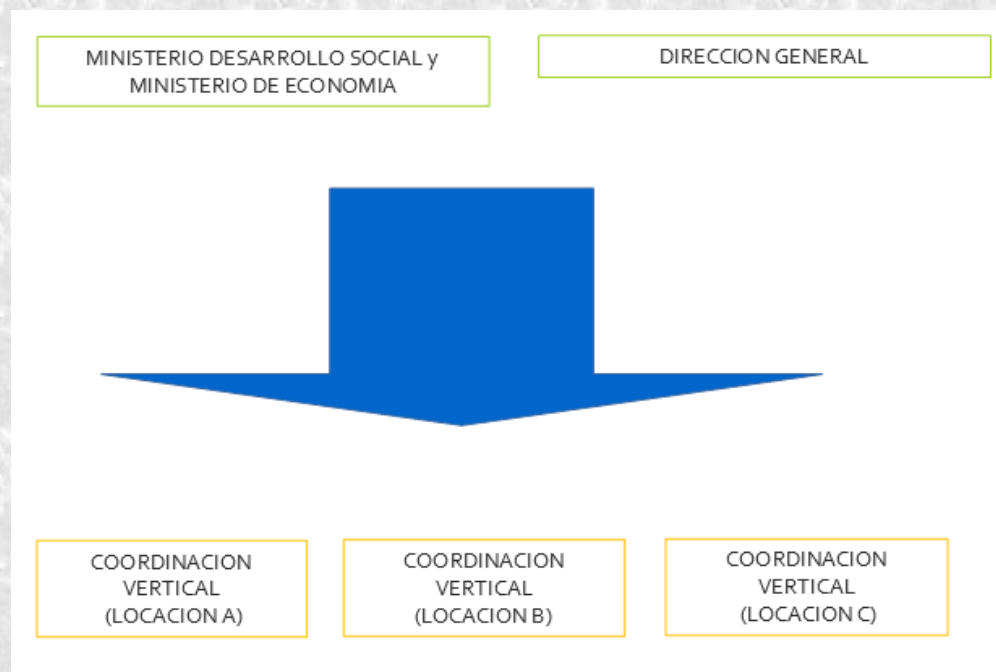 MINISTERIO DESARROLLO SOCIAL y
MINISTERIO DE ECONOMIA
DIRECCION GENERAL
COORDINACION
VERTICAL
(LOCACION A)
COORDINACION
VERTICAL
(LOCACION B)
COORDINACION
VERTICAL
(LOCACION C)